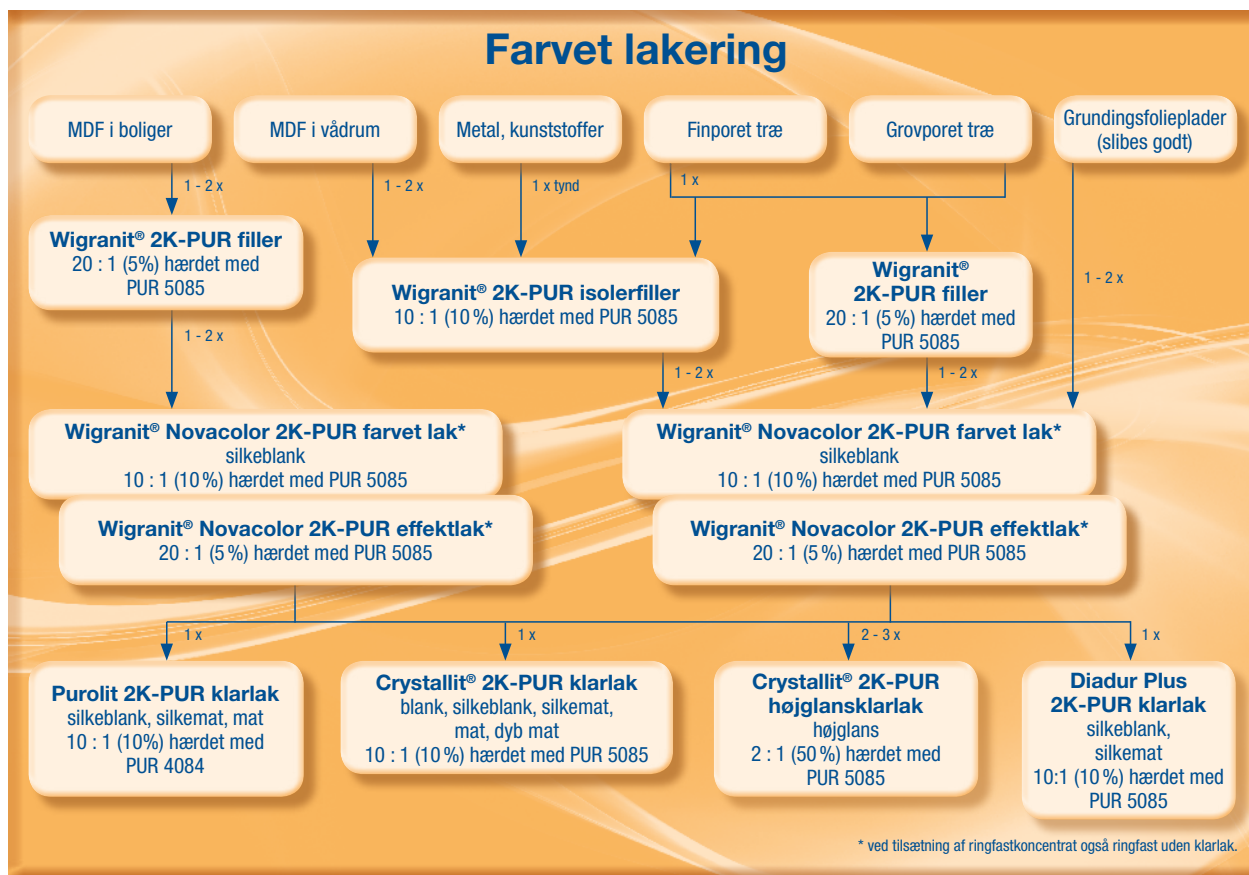 Farvet lakering
MDF i boliger
MDF i vådrum
Metal, kunststoffer
Finporet træ
Grovporet træ
Grundingsfolieplader
(slibes godt)
1 - 2 x
1 - 2 x
1 x tynd
1 x
Wigranit® 2K-PUR filler
20 : 1 (5%) hærdet med
PUR 5085
Wigranit® 2K-PUR isolerfiller
10 : 1 (10 %) hærdet med PUR 5085
Wigranit®
2K-PUR filler
20 : 1 (5 %) hærdet med
PUR 5085
1 - 2 x
1 - 2 x
1 - 2 x
1 - 2 x
Wigranit® Novacolor 2K-PUR farvet lak*
silkeblank
10 : 1 (10 %) hærdet med PUR 5085
Wigranit® Novacolor 2K-PUR effektlak*
20 : 1 (5 %) hærdet med PUR 5085
Wigranit® Novacolor 2K-PUR farvet lak*
silkeblank
10 : 1 (10 %) hærdet med PUR 5085
Wigranit® Novacolor 2K-PUR effektlak*
20 : 1 (5 %) hærdet med PUR 5085
1 x
1 x
2 - 3 x
1 x
Purolit 2K-PUR klarlak
silkeblank, silkemat, mat
10 : 1 (10%) hærdet med
PUR 4084
Crystallit® 2K-PUR klarlak
blank, silkeblank, silkemat,
mat, dyb mat
10 : 1 (10 %) hærdet med PUR 5085
Crystallit® 2K-PUR
højglansklarlak
højglans
2 : 1 (50 %) hærdet med
PUR 5085
Diadur Plus
2K-PUR klarlak
silkeblank,
silkemat
10:1 (10 %) hærdet med
PUR 5085
* ved tilsætning af ringfastkoncentrat også ringfast uden klarlak.